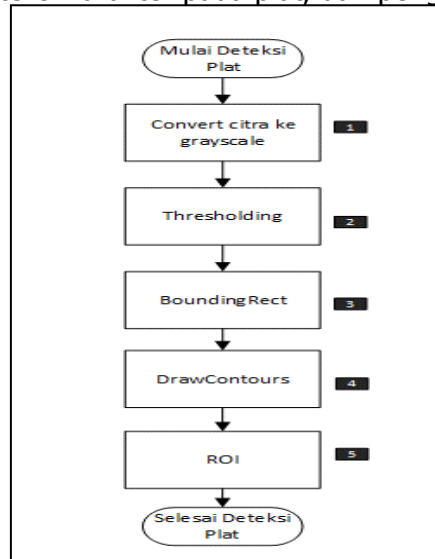 Mulai Deteksi
Plat
Convert citra ke
grayscale
1
Thresholding
2
BoundingRect
3
DrawContours
4
ROI
5
Selesai Deteksi
Plat